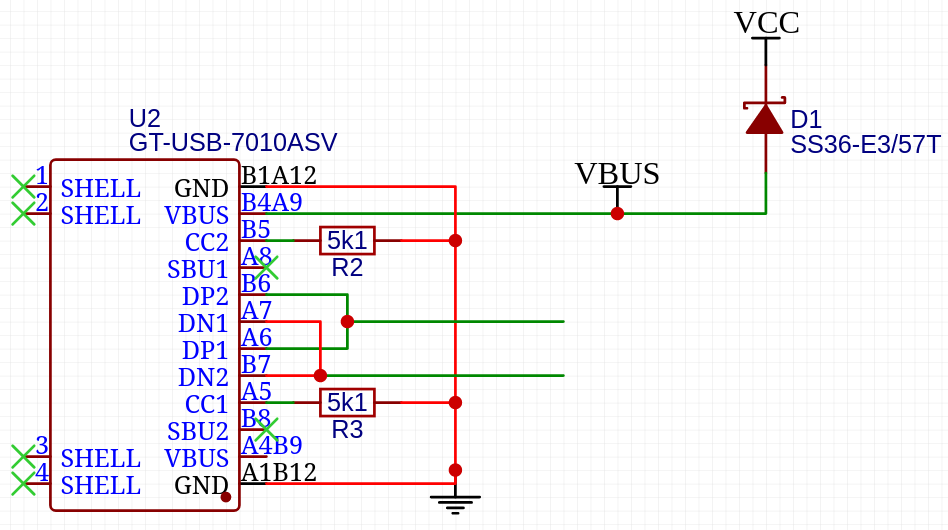 VCC
U2
GT-USB-7010ASV
D1
SS36-E3/57T
VBUS
1 SHELL GND B1A12
2 SHELL VBUS B4A9
CC2 B5 5k1
R2
SBU1 A8
DP2 B6
DN1 A7
DP1 A6
DN2 B7
CC1 A5 5k1
R3
SBU2 B8
3 SHELL VBUS A4B9
4 SHELL GND A1B12